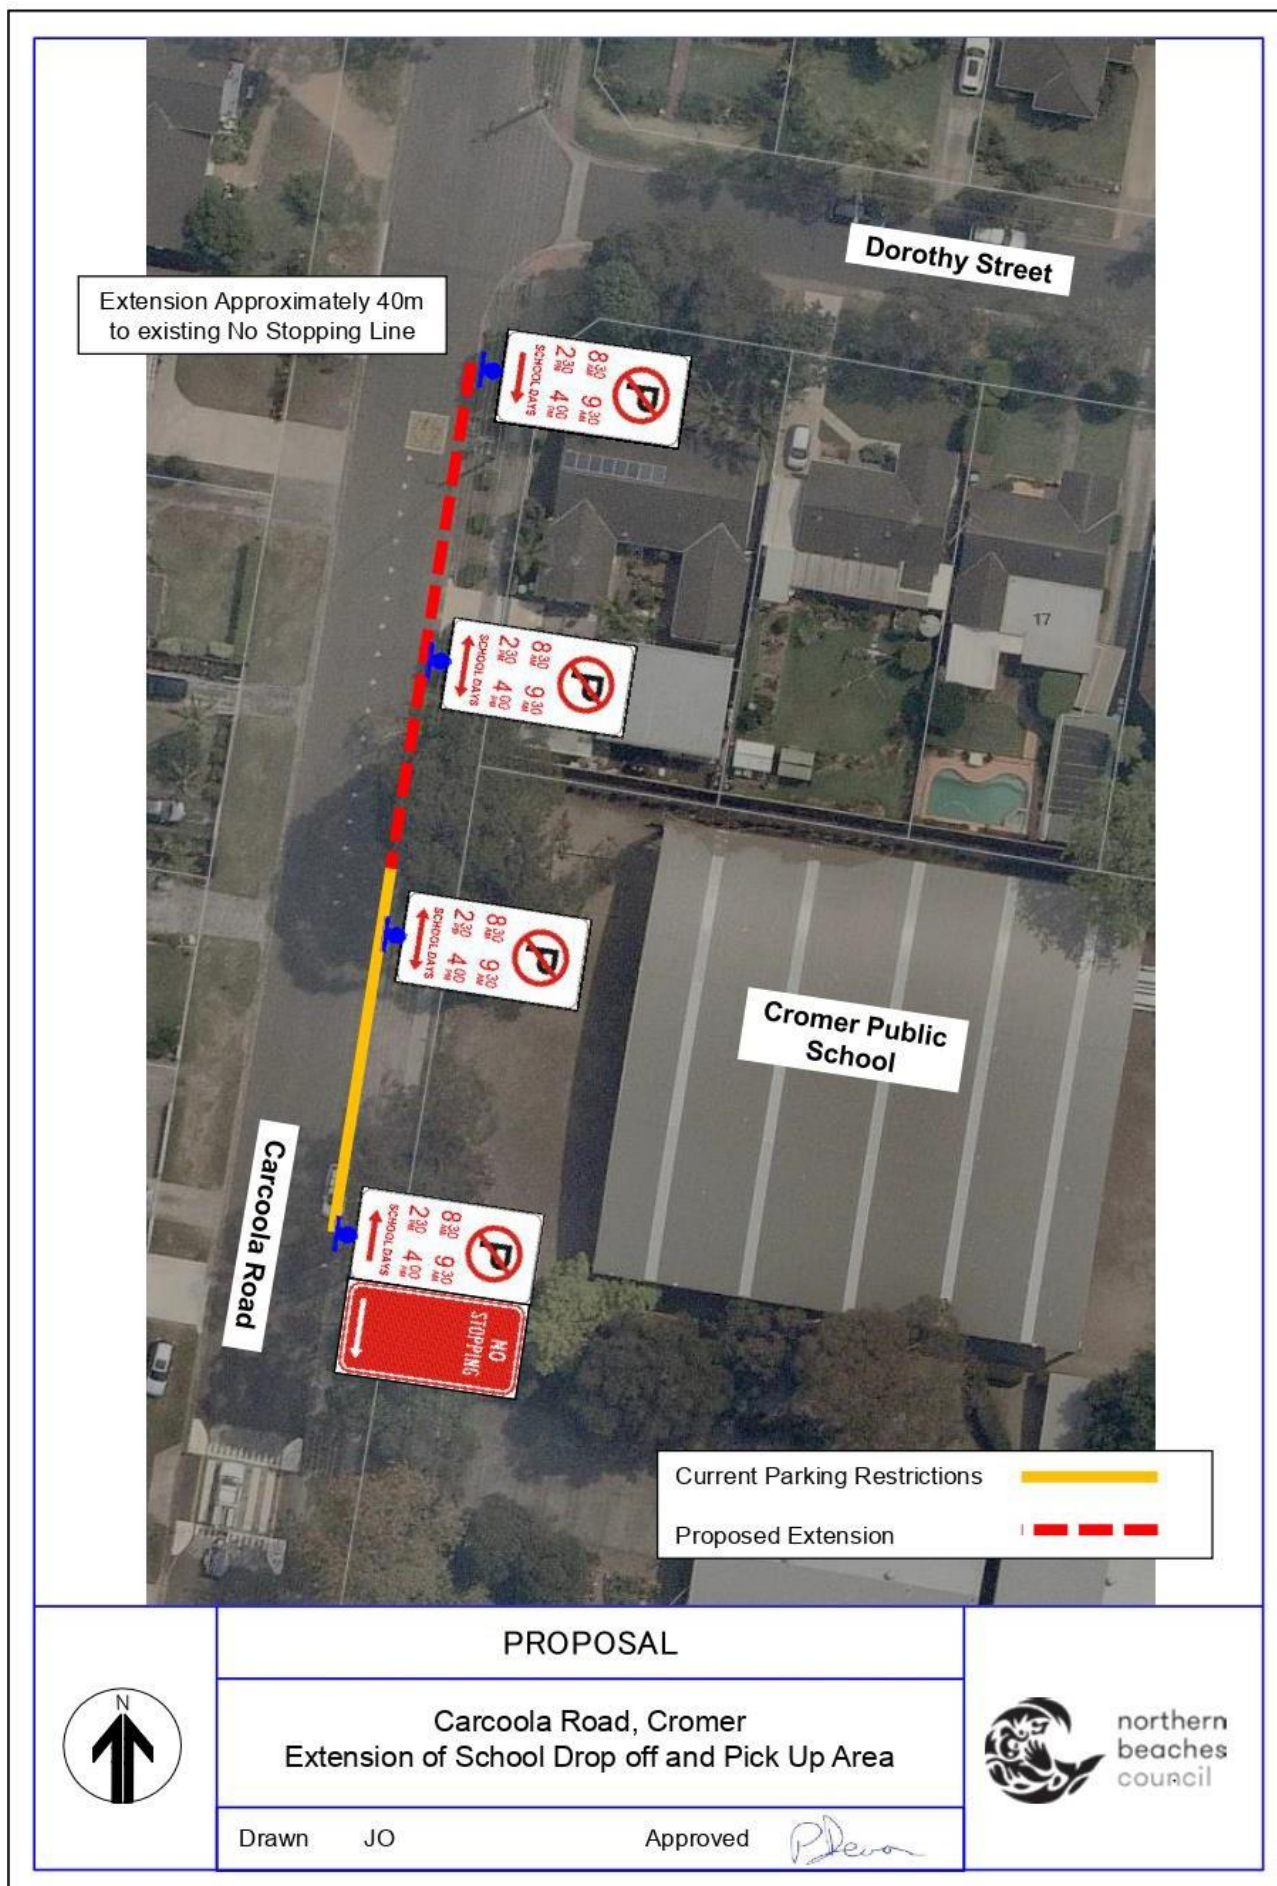 Dorothy Street
Extension Approximately 40m
to existing No Stopping Line
P
8 30 AM 9 30 AM
2 30 PM 4 00 PM
SCHOOL DAYS
17
P
8 30 AM 9 30 AM
2 30 PM 4 00 PM
SCHOOL DAYS
P
8 30 AM 9 30 AM
2 30 PM 4 00 PM
SCHOOL DAYS
Cromer Public
School
Carcoola Road
P
8 30 AM 9 30 AM
2 30 PM 4 00 PM
SCHOOL DAYS
NO
STOPPING
Current Parking Restrictions
Proposed Extension
PROPOSAL
N
Carcoola Road, Cromer
Extension of School Drop off and Pick Up Area
northern
beaches
council
Drawn JO Approved PDevon